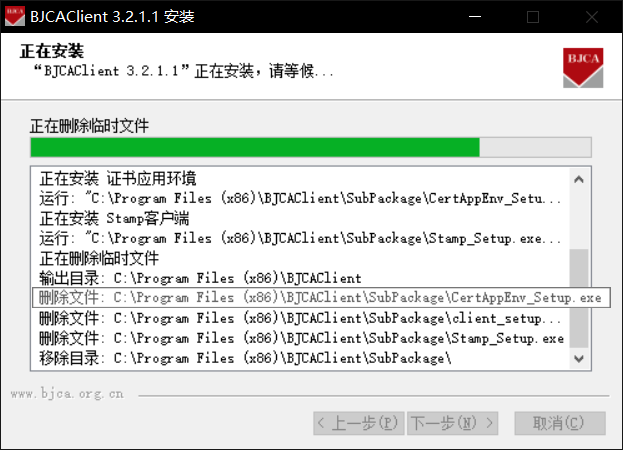 BJCA
BJCAClient 3.2.1.1 安装
正在安装
“BJCAClient 3.2.1.1”正在安装，请等候...
BJCA
正在删除临时文件
正在安装 证书应用环境
运行: "C:\Program Files (x86)\BJCAClient\SubPackage\CertAppEnv_Setu...
正在安装 Stamp客户端
运行: "C:\Program Files (x86)\BJCAClient\SubPackage\Stamp_Setup.exe...
正在删除临时文件
输出目录: C:\Program Files (x86)\BJCAClient
删除文件: C:\Program Files (x86)\BJCAClient\SubPackage\CertAppEnv_Setup.exe
删除文件: C:\Program Files (x86)\BJCAClient\SubPackage\client_setup...
删除文件: C:\Program Files (x86)\BJCAClient\SubPackage\Stamp_Setup.exe
移除目录: C:\Program Files (x86)\BJCAClient\SubPackage\
www.bjca.org.cn
< 上一步(P) 下一步(N) > 取消(C)